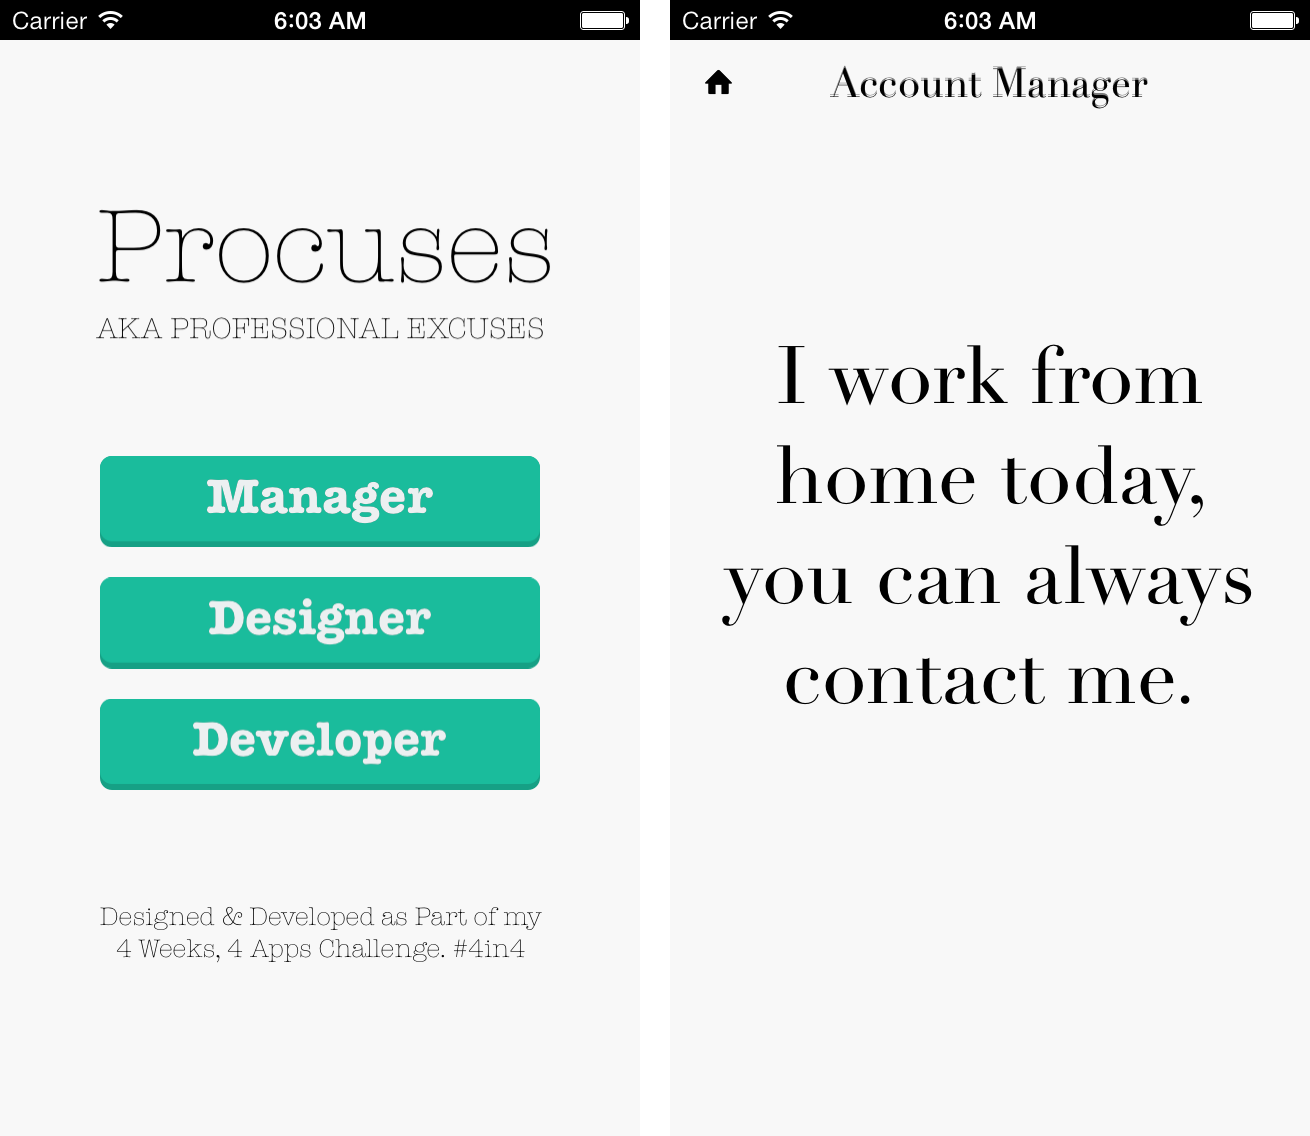 Carrier 6:03 AM
Procuses
AKA PROFESSIONAL EXCUSES
Manager
Designer
Developer
Designed & Developed as Part of my
4 Weeks, 4 Apps Challenge. #4in4
Carrier 6:03 AM
Account Manager
I work from
home today,
you can always
contact me.